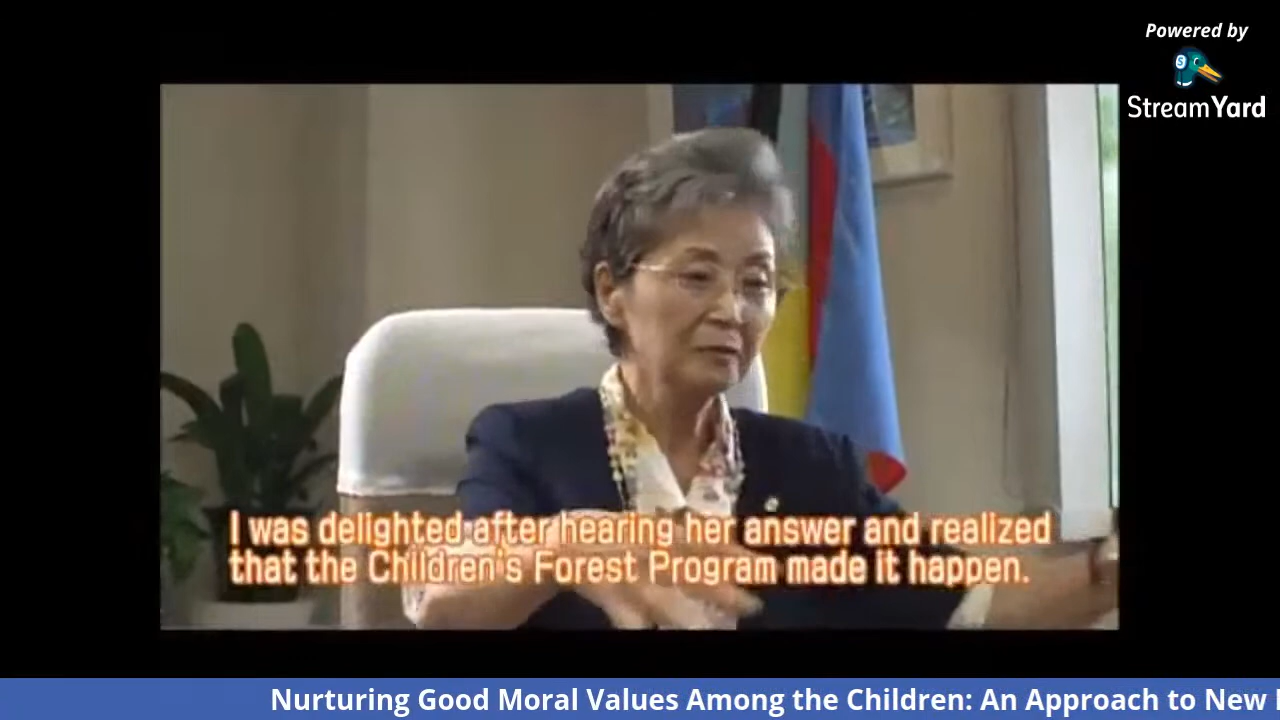 Powered by
StreamYard
I was delighted after hearing her answer and realized
that the Children's Forest Program made it happen.
Nurturing Good Moral Values Among the Children: An Approach to New